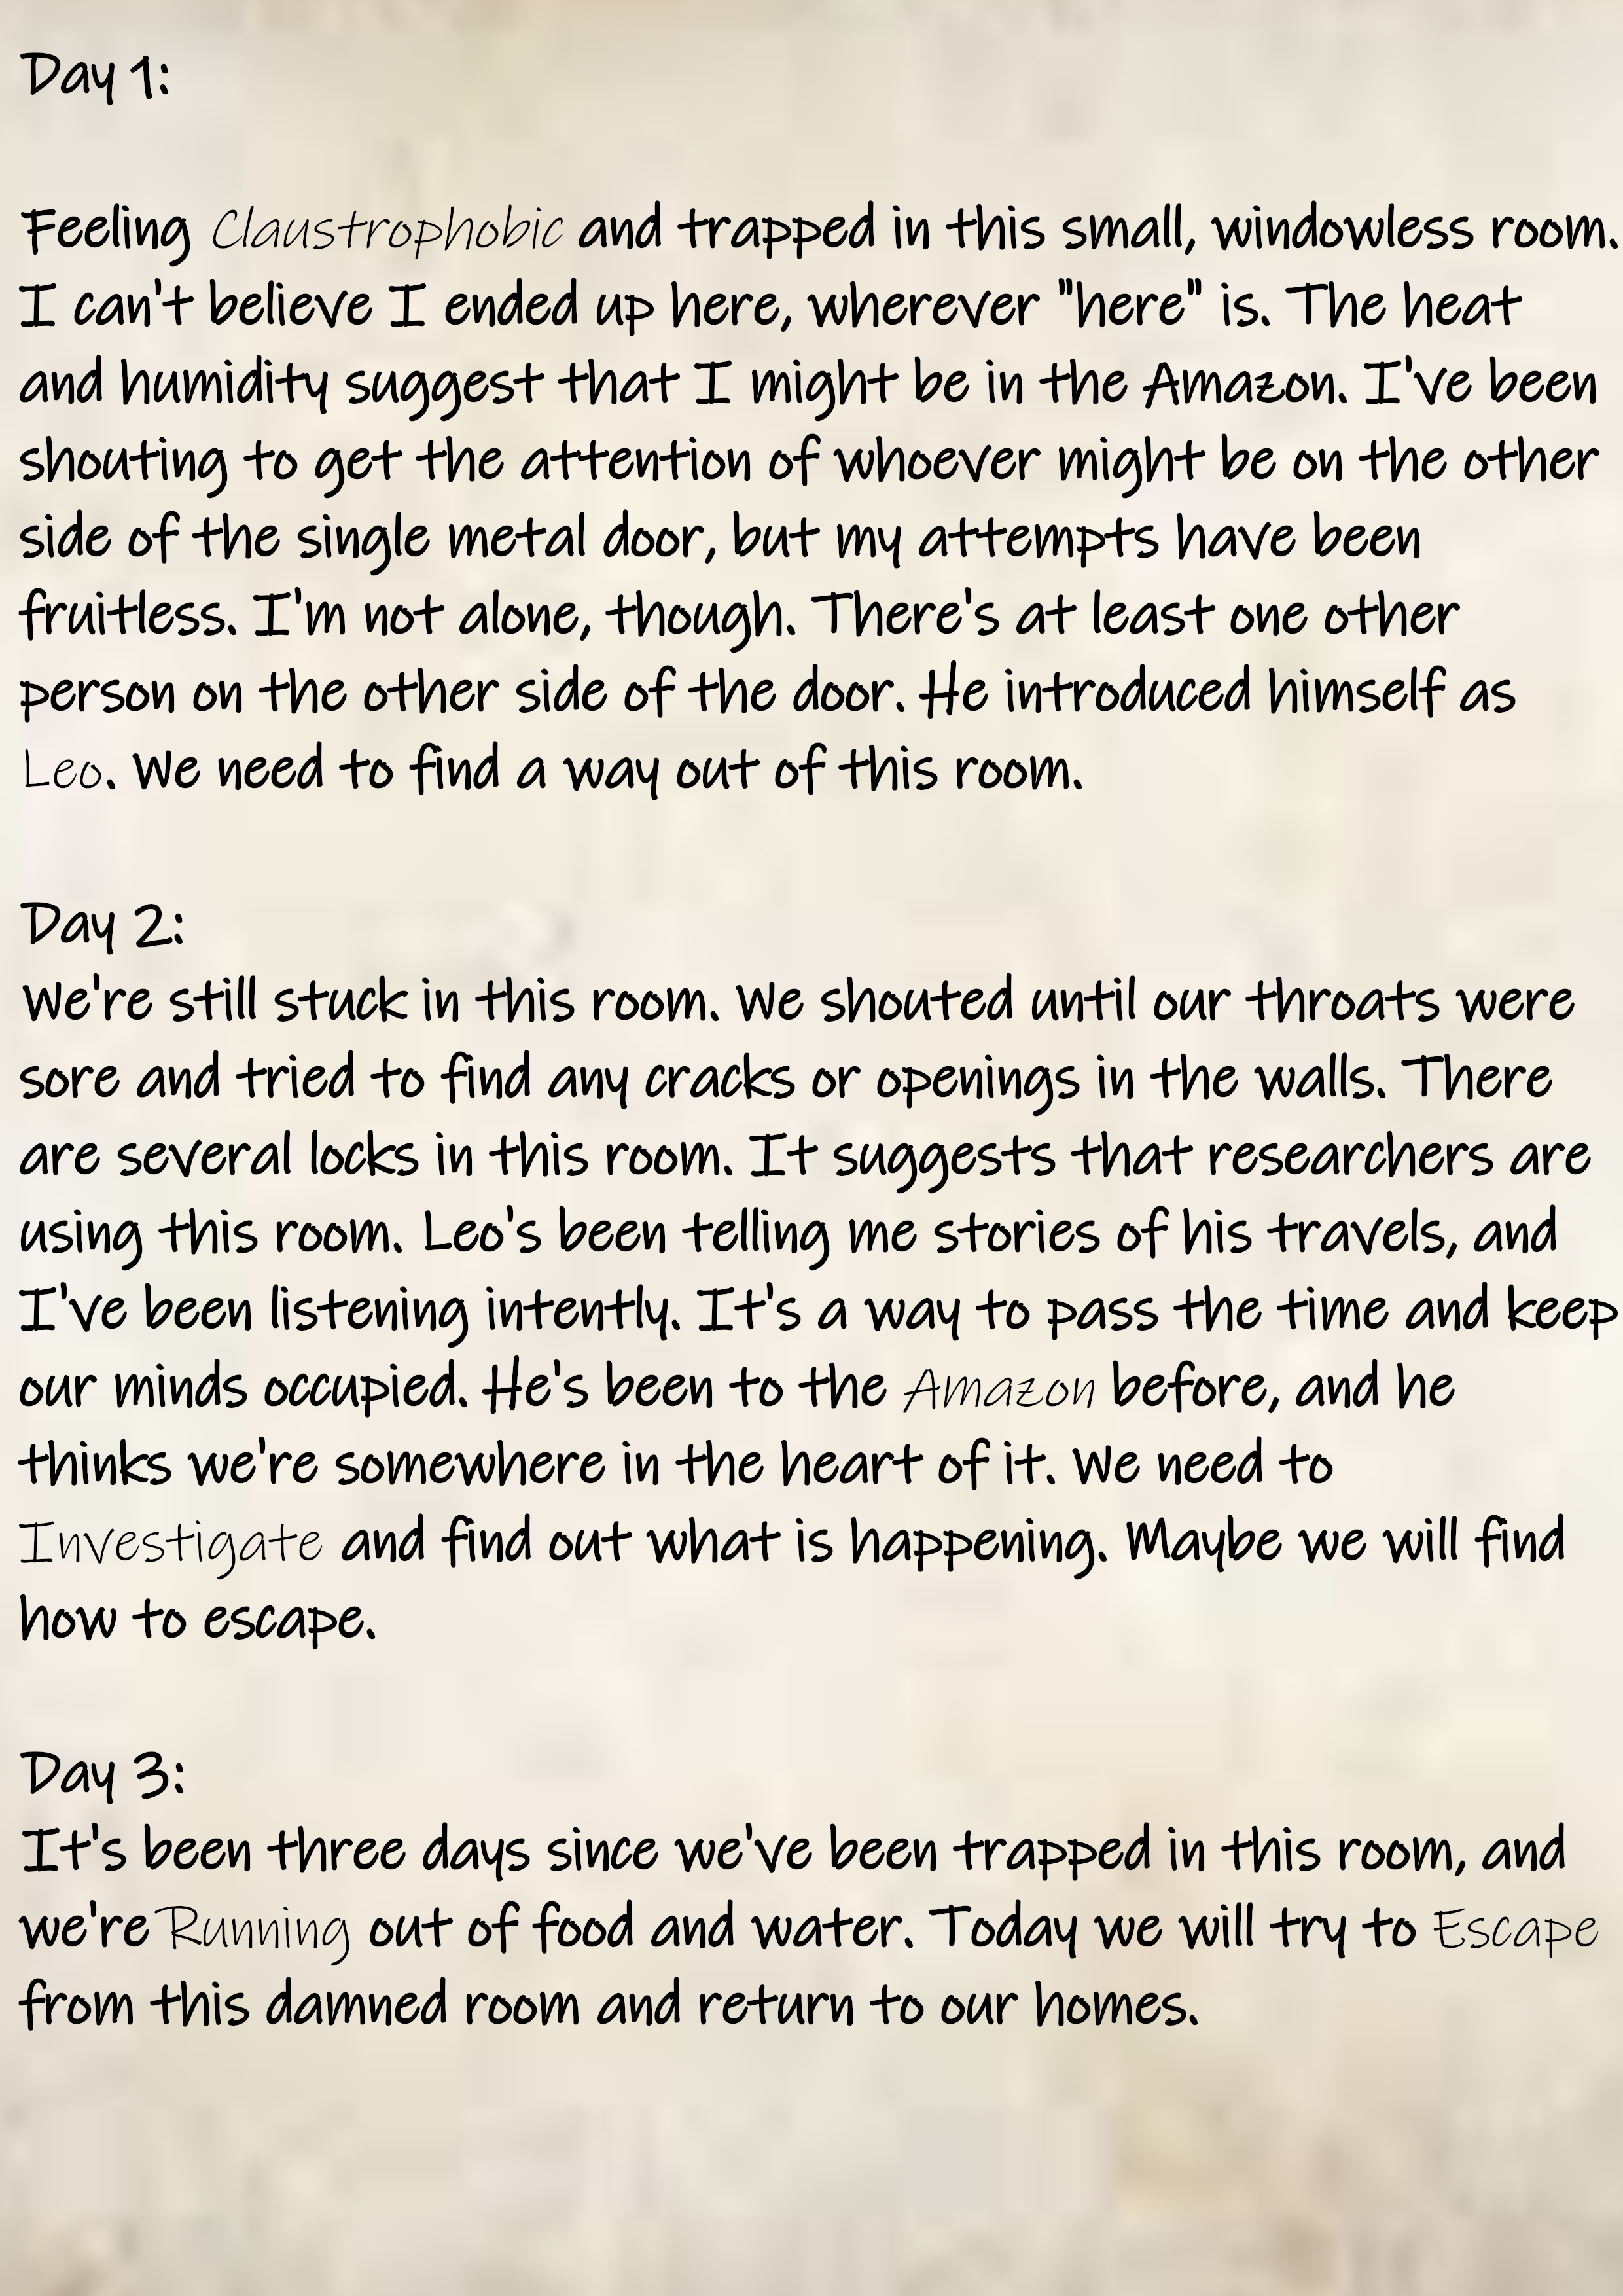 Day 1:
Feeling Claustrophobic and trapped in this small, windowless room.
I can't believe I ended up here, wherever "here" is. The heat
and humidity suggest that I might be in the Amazon. I've been
shouting to get the attention of whoever might be on the other
side of the single metal door, but my attempts have been
fruitless. I'm not alone, though. There's at least one other
person on the other side of the door. He introduced himself as
Leo. We need to find a way out of this room.
Day 2:
We're still stuck in this room. We shouted until our throats were
sore and tried to find any cracks or openings in the walls. There
are several locks in this room. It suggests that researchers are
using this room. Leo's been telling me stories of his travels, and
I've been listening intently. It's a way to pass the time and keep
our minds occupied. He's been to the Amazon before, and he
thinks we're somewhere in the heart of it. We need to
Investigate and find out what is happening. Maybe we will find
how to escape.
Day 3:
It's been three days since we've been trapped in this room, and
we're Running out of food and water. Today we will try to Escape
from this damned room and return to our homes.